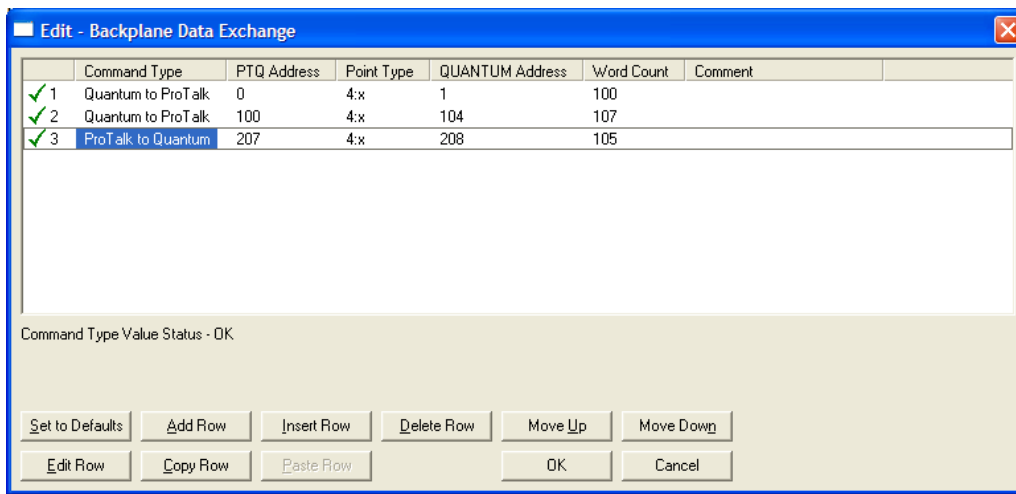 Edit - Backplane Data Exchange
Command Type PTQ Address Point Type QUANTUM Address Word Count Comment
1 Quantum to ProTalk 0 4:x 1 100
2 Quantum to ProTalk 100 4:x 104 107
3 ProTalk to Quantum 207 4:x 208 105
Command Type Value Status - OK
Set to Defaults Add Row Insert Row Delete Row Move Up Move Down
Edit Row Copy Row Paste Row OK Cancel